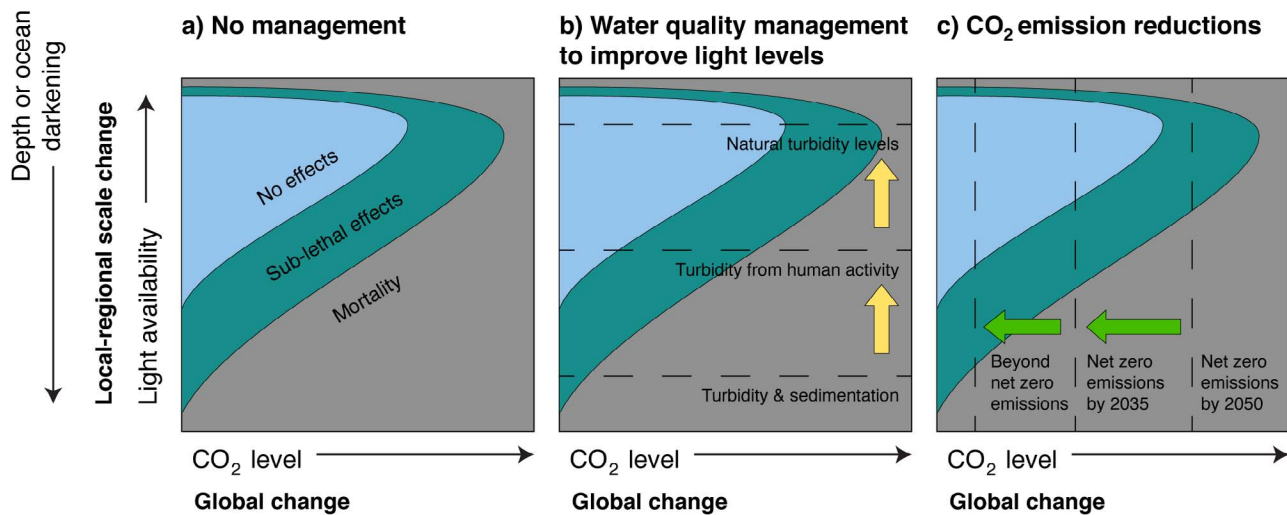 a) No management
b) Water quality management
to improve light levels
c) CO₂ emission reductions
Depth or ocean
darkening
Local-regional scale change
Light availability
No effects
Sub-lethal effects
Mortality
CO₂ level
Global change
Natural turbidity levels
Turbidity from human activity
Turbidity & sedimentation
CO₂ level
Global change
Beyond
net zero
emissions
Net zero
emissions
by 2035
Net zero
emissions
by 2050
CO₂ level
Global change